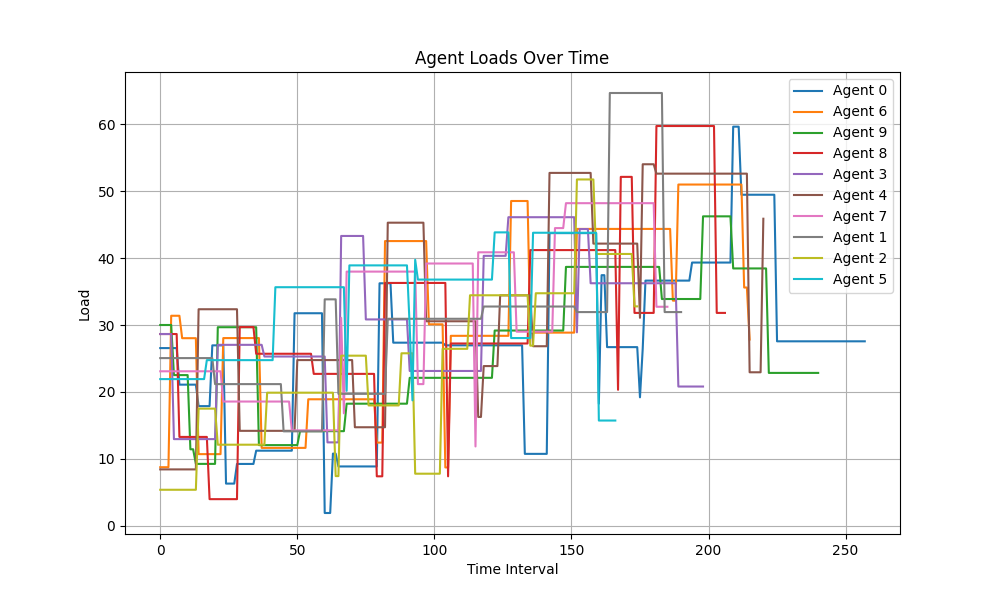 Agent Loads Over Time
Load
60
50
40
30
20
10
0
0 50 100 150 200 250
Time Interval
Agent 0
Agent 6
Agent 9
Agent 8
Agent 3
Agent 4
Agent 7
Agent 1
Agent 2
Agent 5